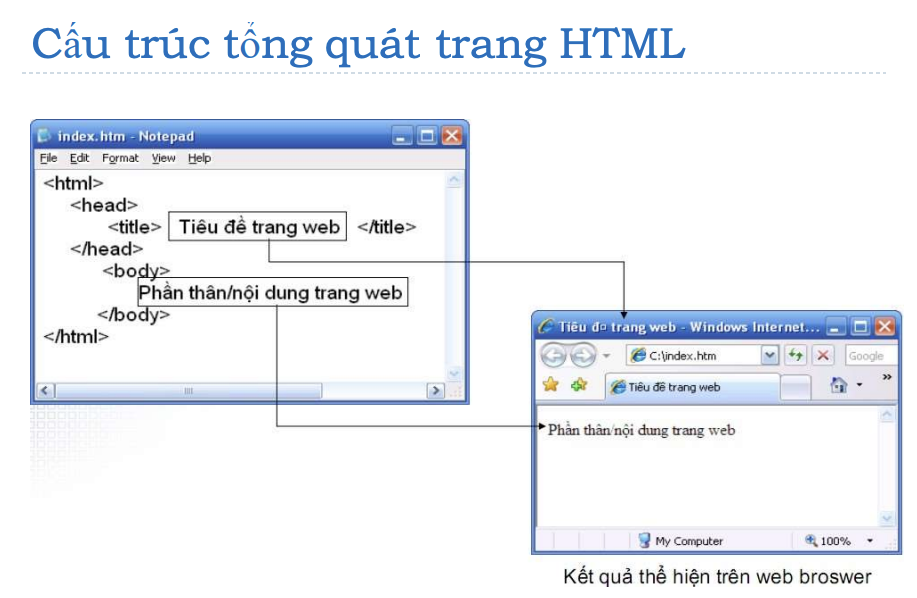 Cấu trúc tổng quát trang HTML
index.htm - Notepad
File Edit Format View Help
<html>
<head>
<title> Tiêu đề trang web </title>
</head>
<body>
Phần thân/nội dung trang web
</body>
</html>
Tiêu đ¤ trang web - Windows Internet...
C:\index.htm
Google
Tiêu đề trang web
»
Phần thân/nội dung trang web
My Computer
100%
Kết quả thể hiện trên web broswer